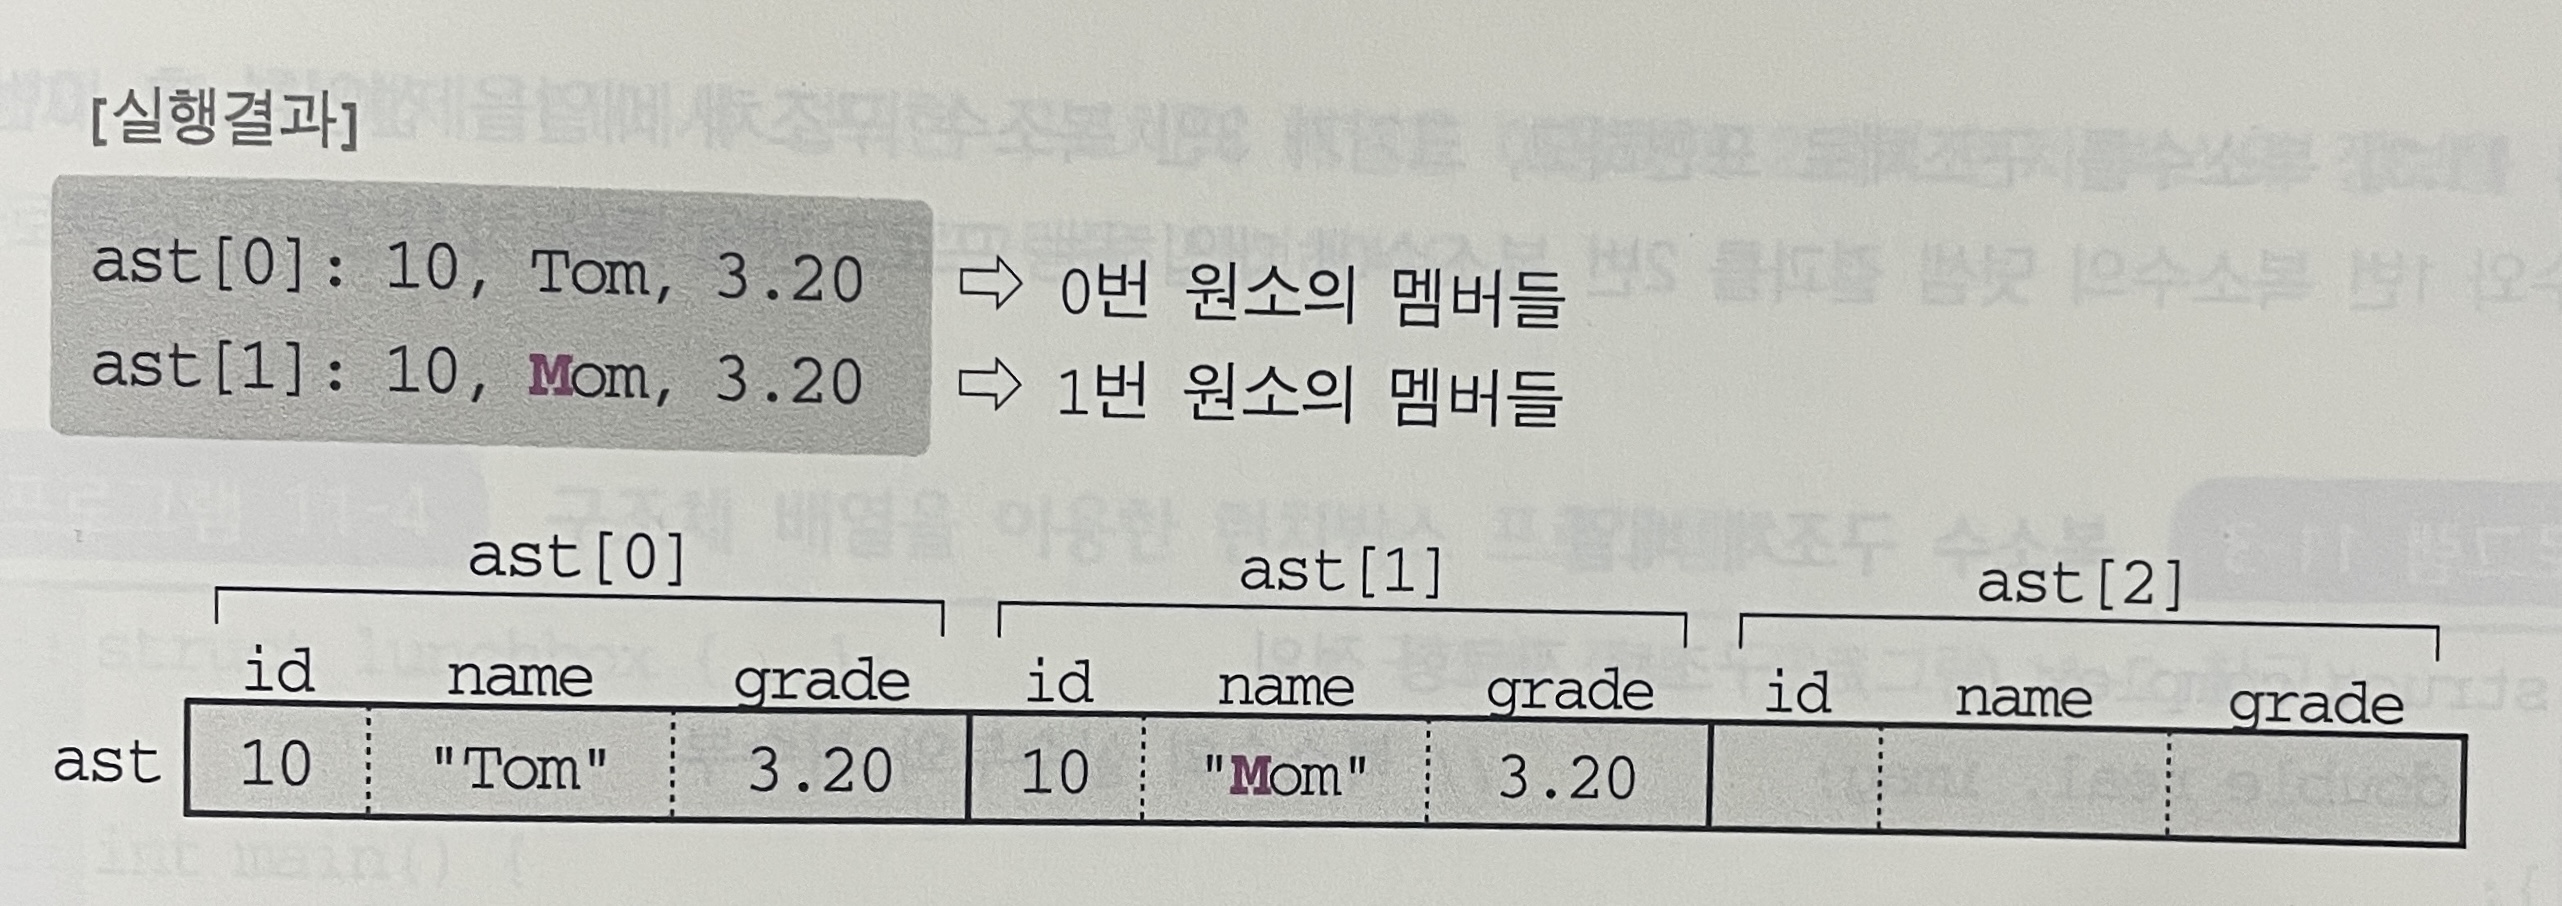 [실행결과]
ast[0]: 10, Tom, 3.20 ⇨ 0번 원소의 멤버들
ast[1]: 10, Mom, 3.20 ⇨ 1번 원소의 멤버들
ast[0] ast[1] ast[2]
id name grade id name grade id name grade
ast 10 "Tom" 3.20 10 "Mom" 3.20